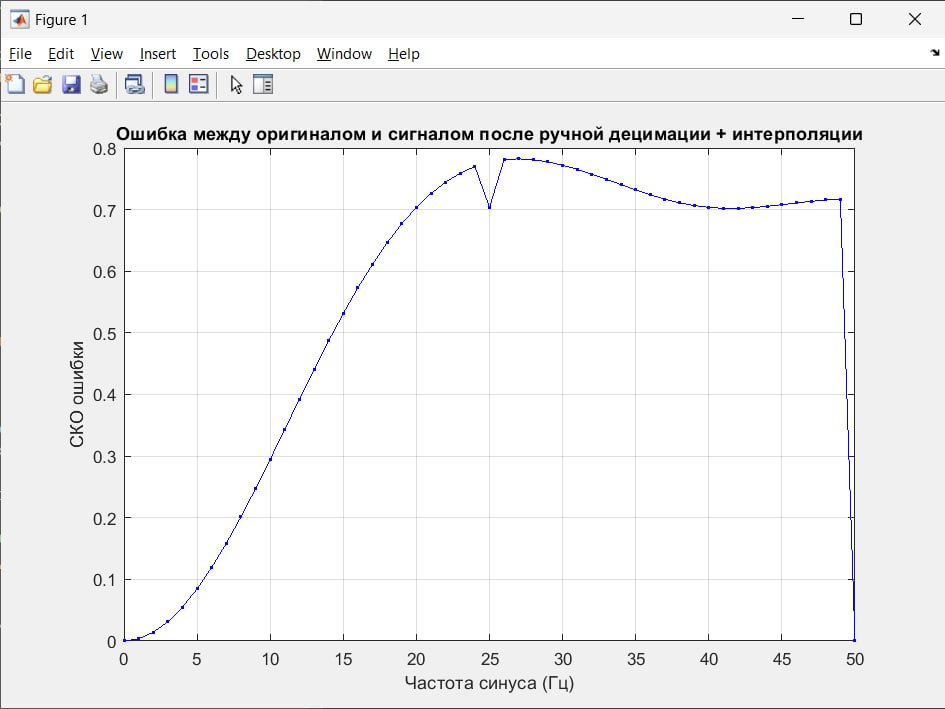 Figure 1
File Edit View Insert Tools Desktop Window Help
Ошибка между оригиналом и сигналом после ручной децимации + интерполяции
0.8
0.7
0.6
0.5
0.4
0.3
0.2
0.1
0
СКО ошибки
0 5 10 15 20 25 30 35 40 45 50
Частота синуса (Гц)